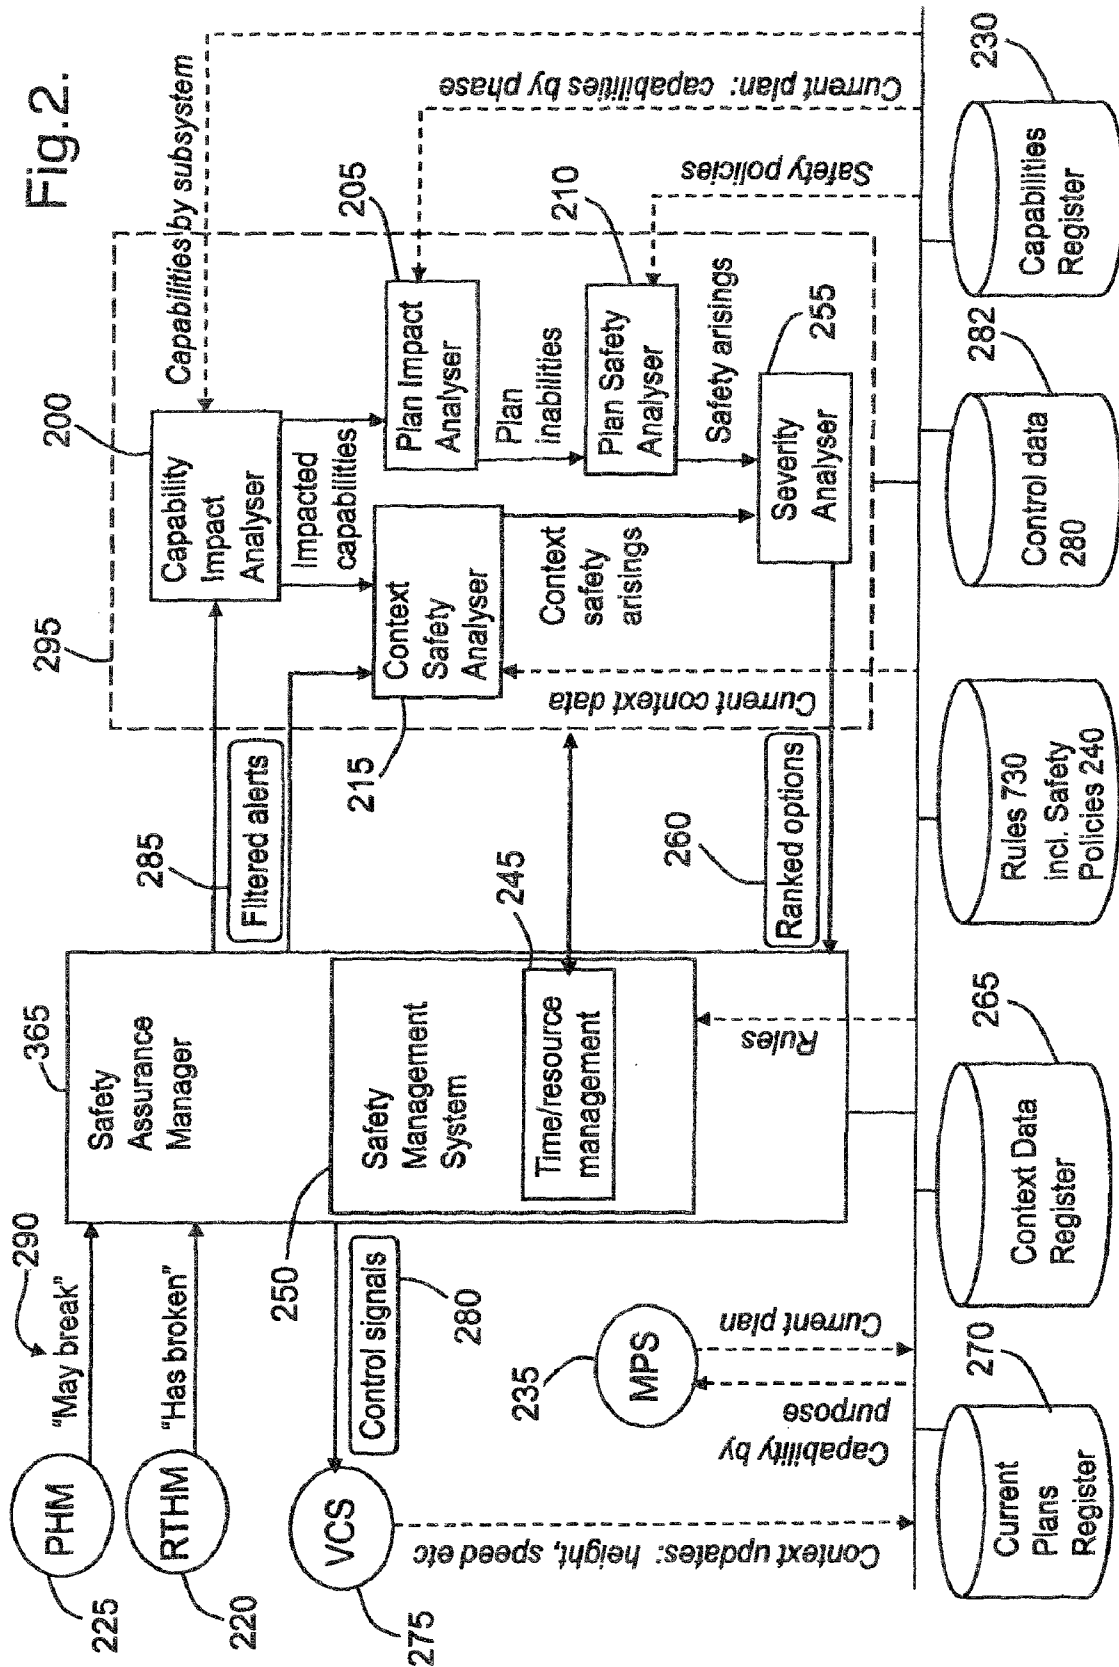 Fig.2.
PHM
225
"May break"
290
RTHM
220
"Has broken"
VCS
275
Control signals
280
365
Safety
Assurance
Manager
250
Safety
Management
System
Time/resource
management
245
285
Filtered alerts
295
200
Capability
Impact
Analyser
Capabilities by subsystem
Impacted
capabilities
Context
Safety
Analyser
215
205
Plan Impact
Analyser
Current plan: capabilities by phase
Plan
inabilities
210
Plan Safety
Analyser
Safety policies
Safety arisings
Context
safety
arisings
255
Severity
Analyser
Current context data
260
Ranked options
Rules
235
MPS
Current plan
Capability by
purpose
Context updates: height, speed etc
270
Current
Plans
Register
265
Context Data
Register
Rules 730
incl. Safety
Policies 240
282
Control data
280
230
Capabilities
Register